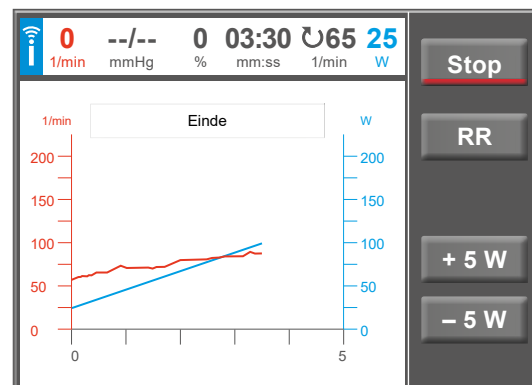 0 --/-- 0 03:30 ↻65 25
1/min mmHg % mm:ss 1/min W
Stop
RR
+ 5 W
– 5 W
1/min Einde W
200 200
150 150
100 100
50 50
0 0
0 5